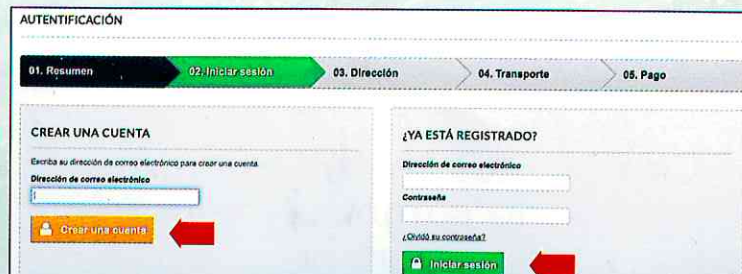 AUTENTIFICACIÓN
01. Resumen 02. Iniciar sesión 03. Dirección 04. Transporte 05. Pago
CREAR UNA CUENTA
Escriba su dirección de correo electrónico para crear una cuenta.
Dirección de correo electrónico
Crear una cuenta
¿YA ESTÁ REGISTRADO?
Dirección de correo electrónico
Contraseña
¿Olvidó su contraseña?
Iniciar sesión